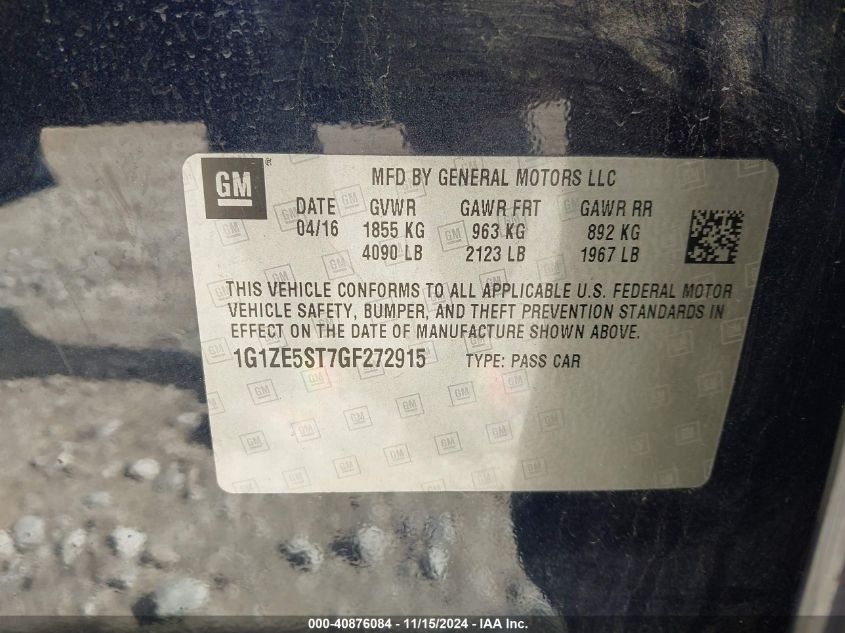 GM ®
MFD BY GENERAL MOTORS LLC
DATE GVWR GAWR FRT GAWR RR
04/16 1855 KG 963 KG 892 KG
4090 LB 2123 LB 1967 LB
THIS VEHICLE CONFORMS TO ALL APPLICABLE U.S. FEDERAL MOTOR
VEHICLE SAFETY, BUMPER, AND THEFT PREVENTION STANDARDS IN
EFFECT ON THE DATE OF MANUFACTURE SHOWN ABOVE.
1G1ZE5ST7GF272915 TYPE: PASS CAR
000-40876084 - 11/15/2024 - © IAA Inc.